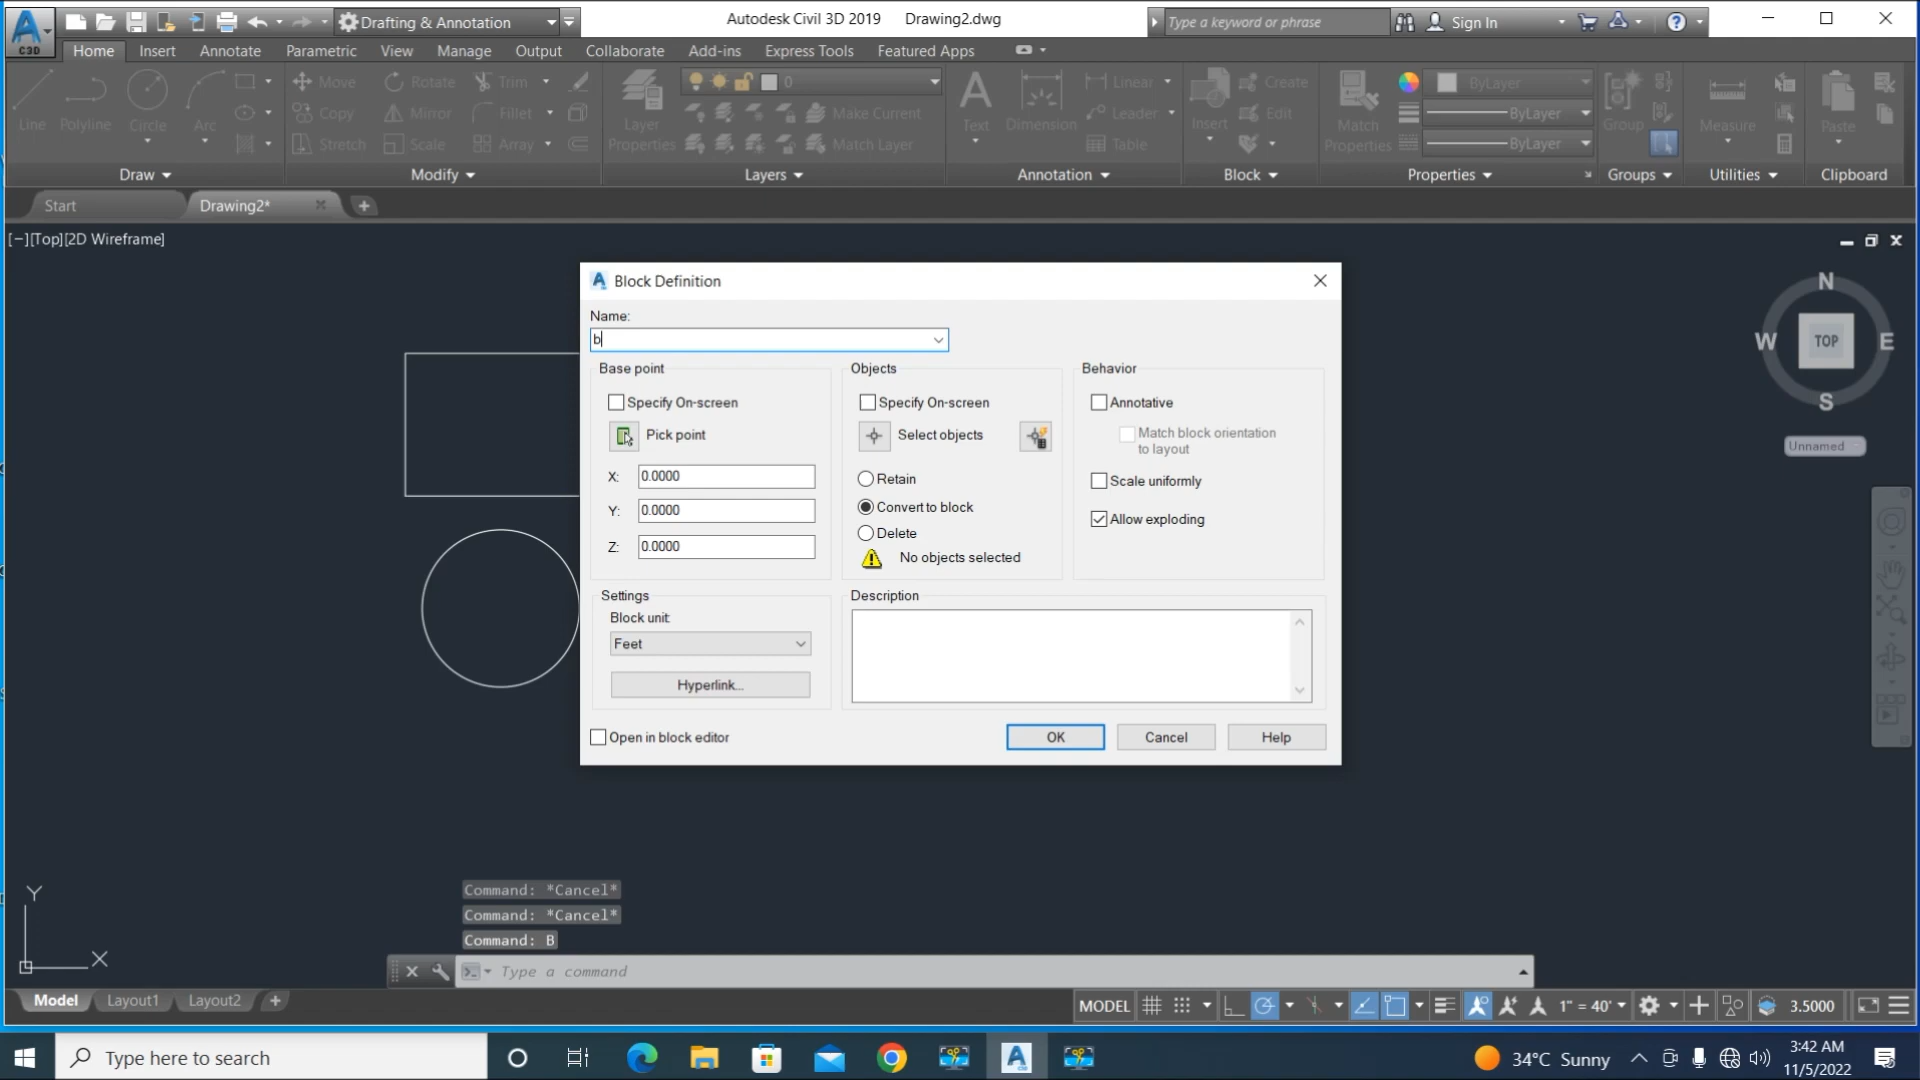 Drafting & Annotation
Autodesk Civil 3D 2019 Drawing2.dwg
Type a keyword or phrase
Sign In
C3D
Home Insert Annotate Parametric View Manage Output Collaborate Add-ins Express Tools Featured Apps
Line
Polyline
Circle
Arc
Move
Rotate
Trim
Copy
Mirror
Fillet
Stretch
Scale
Array
Layer
Properties
0
Make Current
Match Layer
Text
Dimension
Linear
Leader
Table
Insert
Create
Edit
Match
Properties
ByLayer
ByLayer
ByLayer
Group
Measure
Paste
Draw Modify Layers Annotation Block Properties Groups Utilities Clipboard
Start
Drawing2*
[−][Top][2D Wireframe]
N
W
TOP
E
S
Unnamed
Block Definition
Name:
b
Base point
Specify On-screen
Pick point
X: 0.0000
Y: 0.0000
Z: 0.0000
Objects
Specify On-screen
Select objects
Retain
Convert to block
Delete
No objects selected
Behavior
Annotative
Match block orientation
to layout
Scale uniformly
Allow exploding
Settings
Block unit:
Feet
Hyperlink...
Description
Open in block editor
OK
Cancel
Help
Command: *Cancel*
Command: *Cancel*
Command: B
Type a command
Y
X
Model Layout1 Layout2
MODEL
1" = 40'
3.5000
Type here to search
34°C Sunny
3:42 AM
11/5/2022